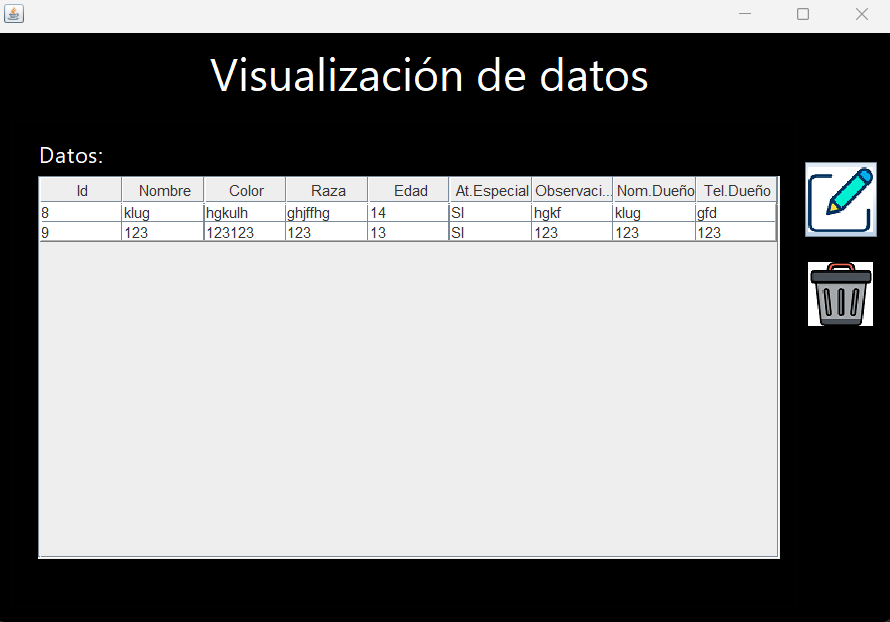 Visualización de datos
Datos:
Id Nombre Color Raza Edad At.Especial Observaci... Nom.Dueño Tel.Dueño
8 klug hgkulh ghjffhg 14 SI hgkf klug gfd
9 123 123123 123 13 SI 123 123 123